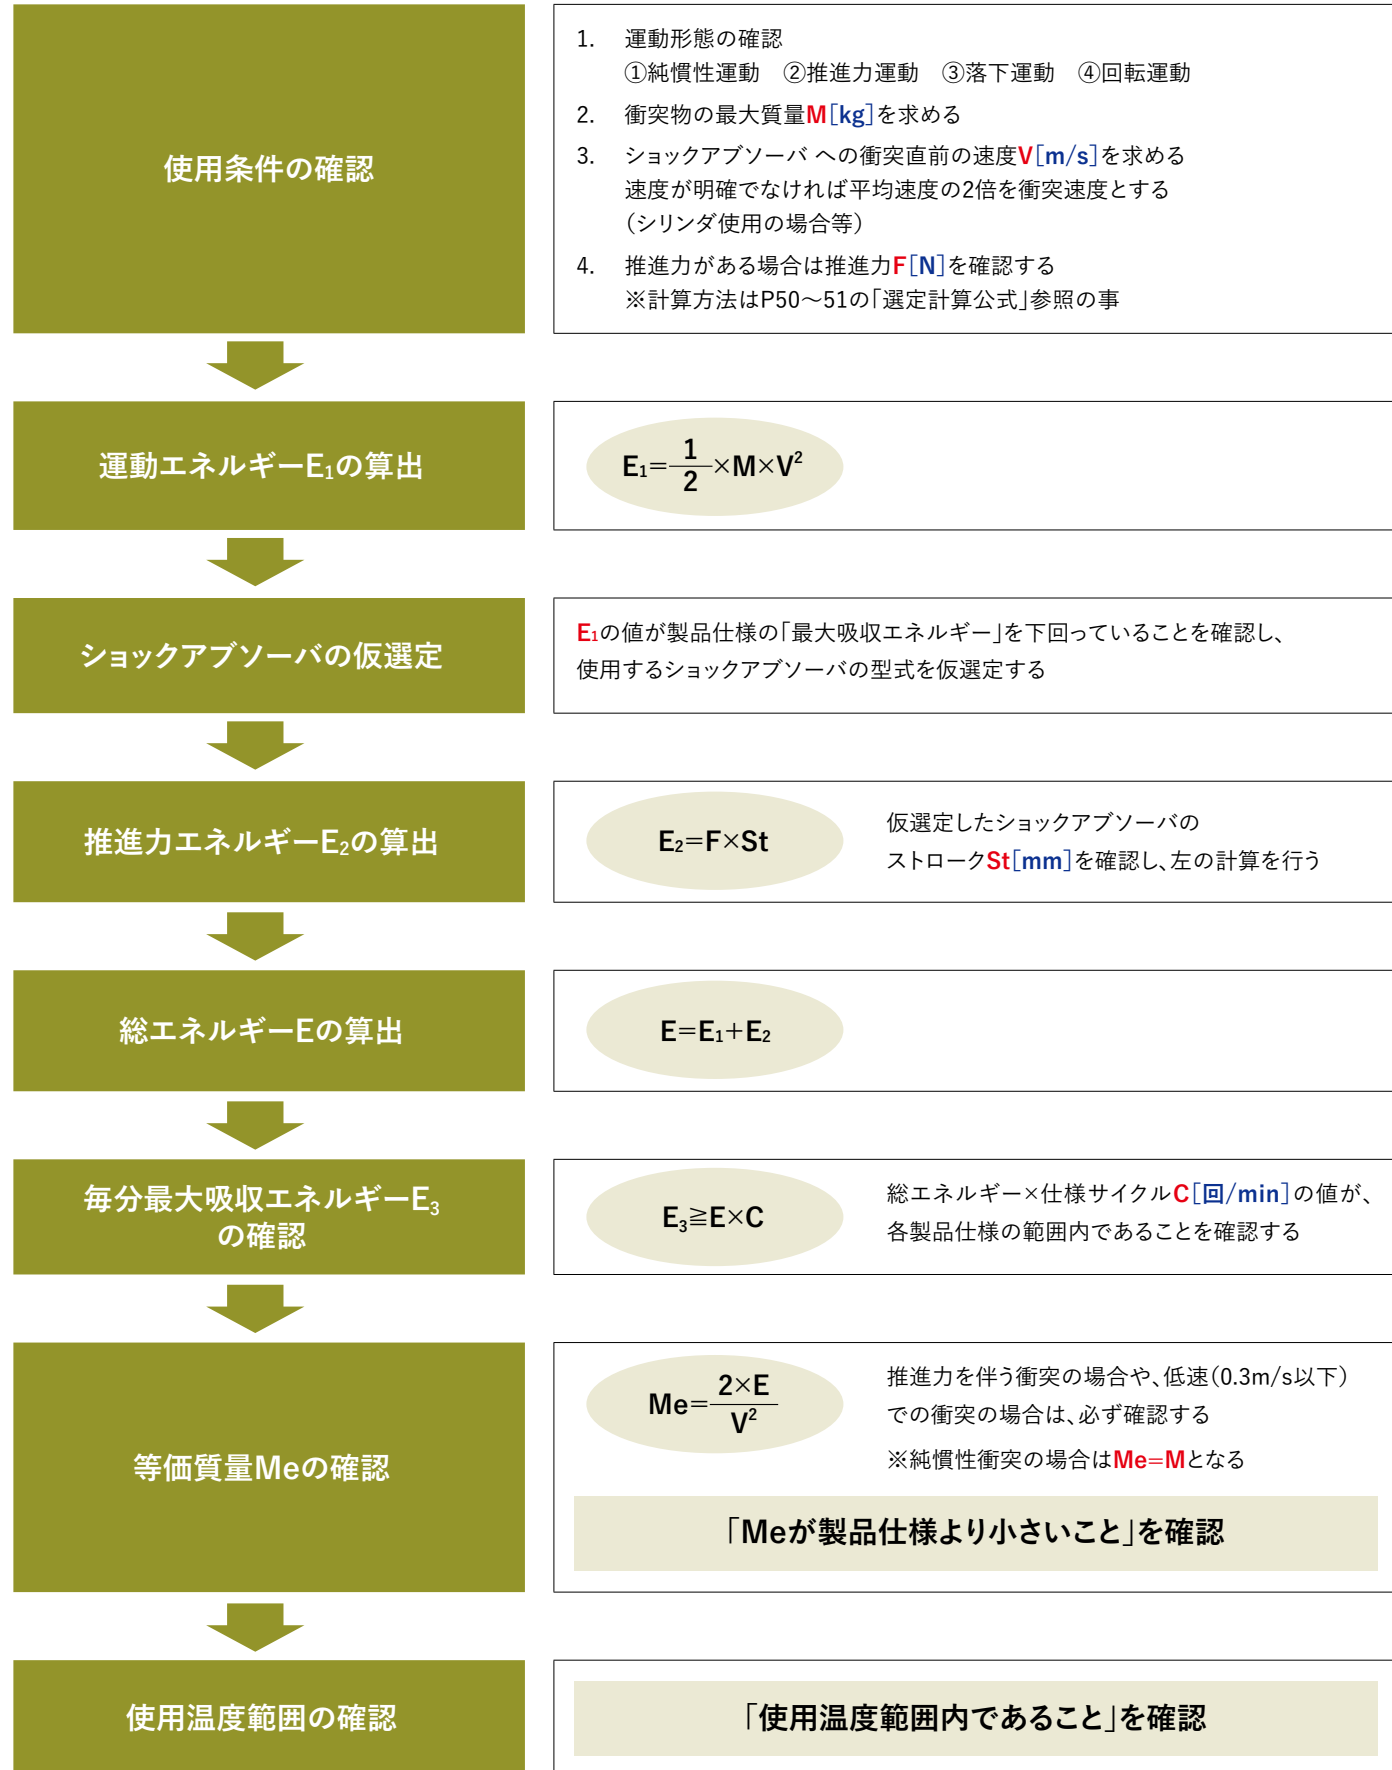 使用条件の確認
1. 運動形態の確認
①純慣性運動 ②推進力運動 ③落下運動 ④回転運動
2. 衝突物の最大質量M[kg]を求める
3. ショックアブソーバ への衝突直前の速度V[m/s]を求める
速度が明確でなければ平均速度の2倍を衝突速度とする
（シリンダ使用の場合等）
4. 推進力がある場合は推進力F[N]を確認する
※計算方法はP50〜51の「選定計算公式」参照の事
運動エネルギーE₁の算出
E₁=1/2×M×V²
ショックアブソーバの仮選定
E₁の値が製品仕様の「最大吸収エネルギー」を下回っていることを確認し、
使用するショックアブソーバの型式を仮選定する
推進力エネルギーE₂の算出
E₂=F×St
仮選定したショックアブソーバの
ストロークSt[mm]を確認し、左の計算を行う
総エネルギーEの算出
E=E₁+E₂
毎分最大吸収エネルギーE₃
の確認
E₃≧E×C
総エネルギー×仕様サイクルC[回/min]の値が、
各製品仕様の範囲内であることを確認する
等価質量Meの確認
Me=2×E/V²
推進力を伴う衝突の場合や、低速（0.3m/s以下）
での衝突の場合は、必ず確認する
※純慣性衝突の場合はMe=Mとなる
「Meが製品仕様より小さいこと」を確認
使用温度範囲の確認
「使用温度範囲内であること」を確認